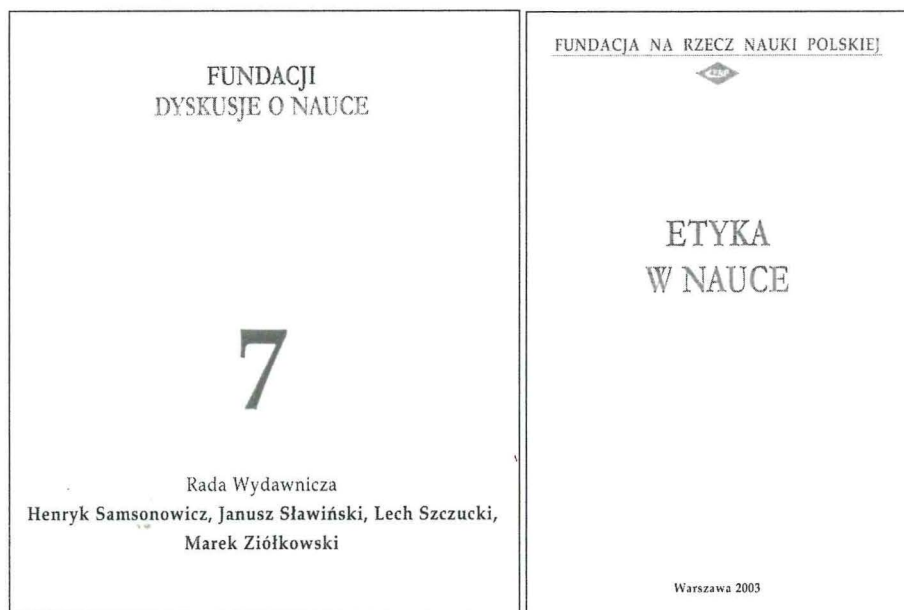 FUNDACJI
DYSKUSJE O NAUCE
7
Rada Wydawnicza
Henryk Samsonowicz, Janusz Sławiński, Lech Szczucki,
Marek Ziółkowski
FUNDACJA NA RZECZ NAUKI POLSKIEJ
ETYKA
W NAUCE
Warszawa 2003